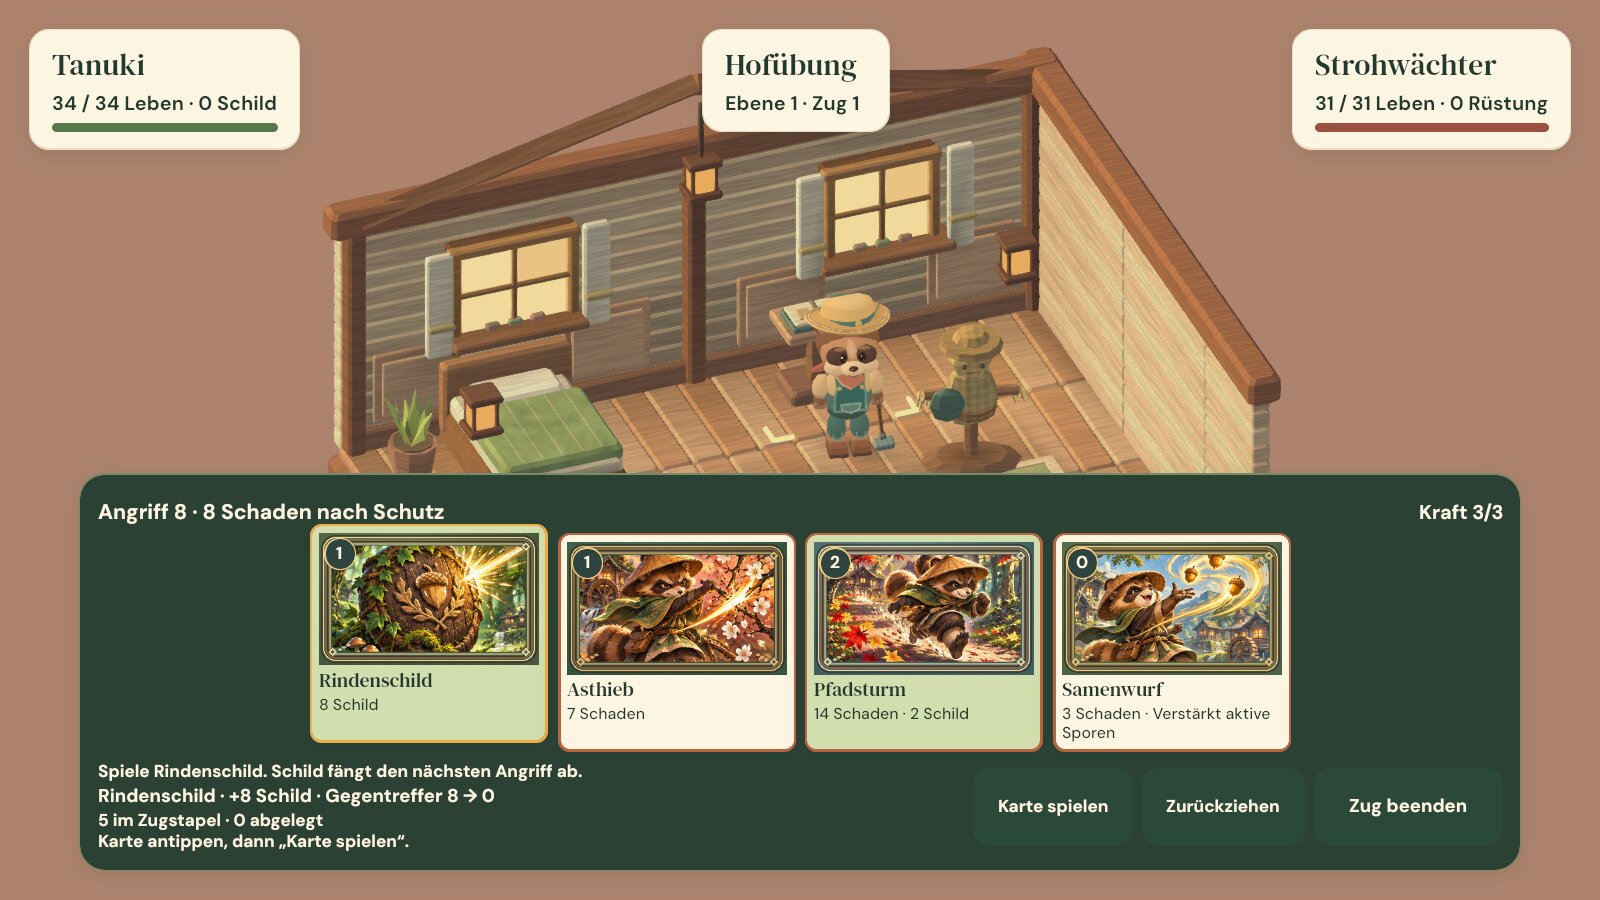 Tanuki
34 / 34 Leben · 0 Schild
Hofübung
Ebene 1 · Zug 1
Strohwächter
31 / 31 Leben · 0 Rüstung
Angriff 8 · 8 Schaden nach Schutz
Kraft 3/3
1
Rindenschild
8 Schild
1
Asthieb
7 Schaden
2
Pfadsturm
14 Schaden · 2 Schild
0
Samenwurf
3 Schaden · Verstärkt aktive
Sporen
Spiele Rindenschild. Schild fängt den nächsten Angriff ab.
Rindenschild · +8 Schild · Gegentreffer 8 → 0
5 im Zugstapel · 0 abgelegt
Karte antippen, dann „Karte spielen“.
Karte spielen
Zurückziehen
Zug beenden